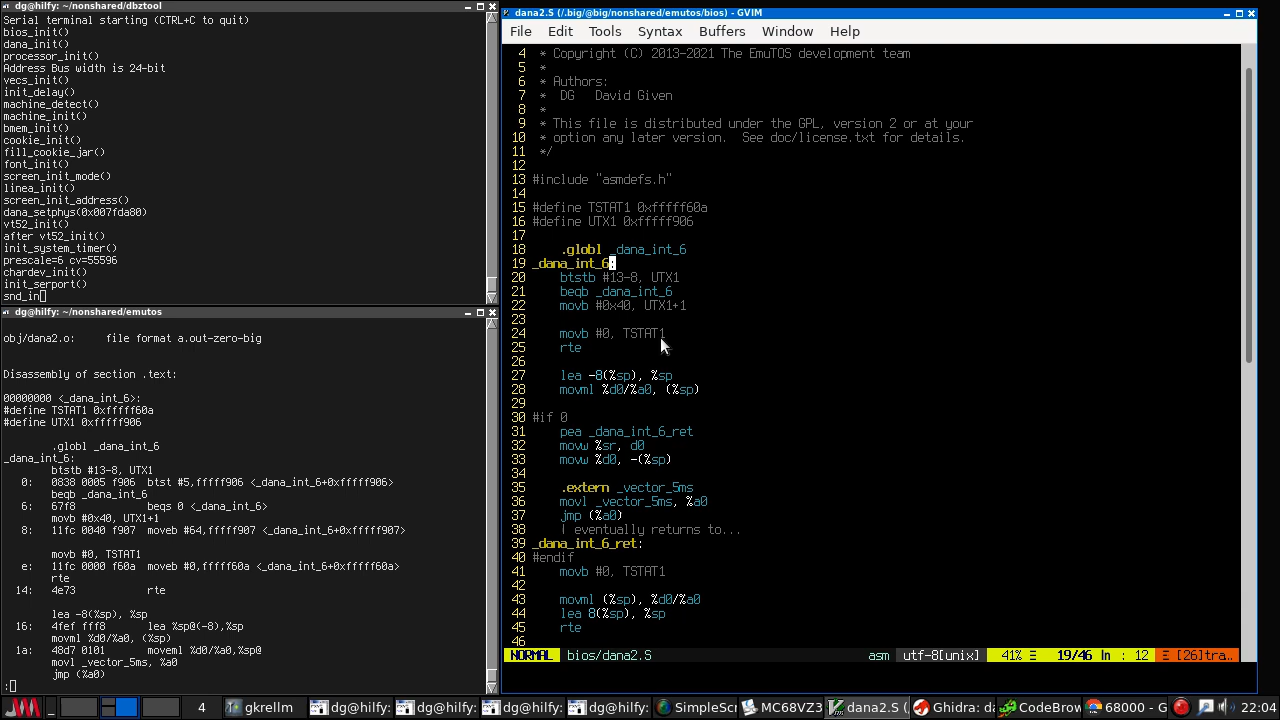 dg@hilfy: ~/nonshared/dbztool
Serterminal starting (CTRL+C to quit)
bios_init()
dana_init()
processor_init()
Address Bus width is 24-bit
vecs_init()
init_delay()
machine_detect()
machine_init()
bmem_init()
cookie_init()
fill_cookie_jar()
font_init()
screen_init_mode()
linea_init()
screen_init_address()
dana_setphys(0x007fda00)
vt52_init()
after vt52_init()
init_system_timer()
prescale=6 cv=55596
chardev_init()
init_serport()
snd_in
dg@hilfy: ~/nonshared/emutos
obj/dana2.o:     file format a.out-zero-big
Disassembly of section .text:
00000000 <_dana_int_6>:
#define TSTAT1 0xfffff60a
#define UTX1 0xfffff906
.globl _dana_int_6
_dana_int_6:
btstb #13-8, UTX1
0:   0838 0005 f906  btst #5,fffff906 <_dana_int_6+0xfffff906>
beqb _dana_int_6
6:   67f8            beqs 0 <_dana_int_6>
movb #0x40, UTX1+1
8:   11fc 0040 f907  moveb #64,fffff907 <_dana_int_6+0xfffff907>
movb #0, TSTAT1
e:   11fc 0000 f60a  moveb #0,fffff60a <_dana_int_6+0xfffff60a>
rte
14:   4e73            rte
lea -8(%sp), %sp
16:   4fef fff8       lea %sp@(-8),%sp
movml %d0/%a0, (%sp)
1a:   48d7 0101       moveml %d0/%a0,%sp@
movl _vector_5ms, %a0
jmp (%a0)
:
dana2.S (/.big/@big/nonshared/emutos/bios) - GVIM
File Edit Tools Syntax Buffers Window Help
4  * Copyright (C) 2013-2021 The EmuTOS development team
5  *
6  * Authors:
7  *  DG   David Given
8  *
9  * This file is distributed under the GPL, version 2 or at your
10  * option any later version.  See doc/license.txt for details.
11  */
12
13 #include "asmdefs.h"
14
15 #define TSTAT1 0xfffff60a
16 #define UTX1 0xfffff906
17
18     .globl _dana_int_6
19 _dana_int_6:
20     btstb #13-8, UTX1
21     beqb _dana_int_6
22     movb #0x40, UTX1+1
23
24     movb #0, TSTAT1
25     rte
26
27     lea -8(%sp), %sp
28     movml %d0/%a0, (%sp)
29
30 #if 0
31     pea _dana_int_6_ret
32     movw %sr, d0
33     movw %d0, -(%sp)
34
35     .extern _vector_5ms
36     movl _vector_5ms, %a0
37     jmp (%a0)
38     | eventually returns to...
39 _dana_int_6_ret:
40 #endif
41     movb #0, TSTAT1
42
43     movml (%sp), %d0/%a0
44     lea 8(%sp), %sp
45     rte
46
NORMAL bios/dana2.S asm utf-8[unix] 41% Ξ 19/46 ln : 12 Ξ [26]tra..
4 gkrellm dg@hilfy: dg@hilfy: dg@hilfy: dg@hilfy: SimpleScr MC68VZ3 dana2.S (. Ghidra: da CodeBrow 68000 - G 22:04